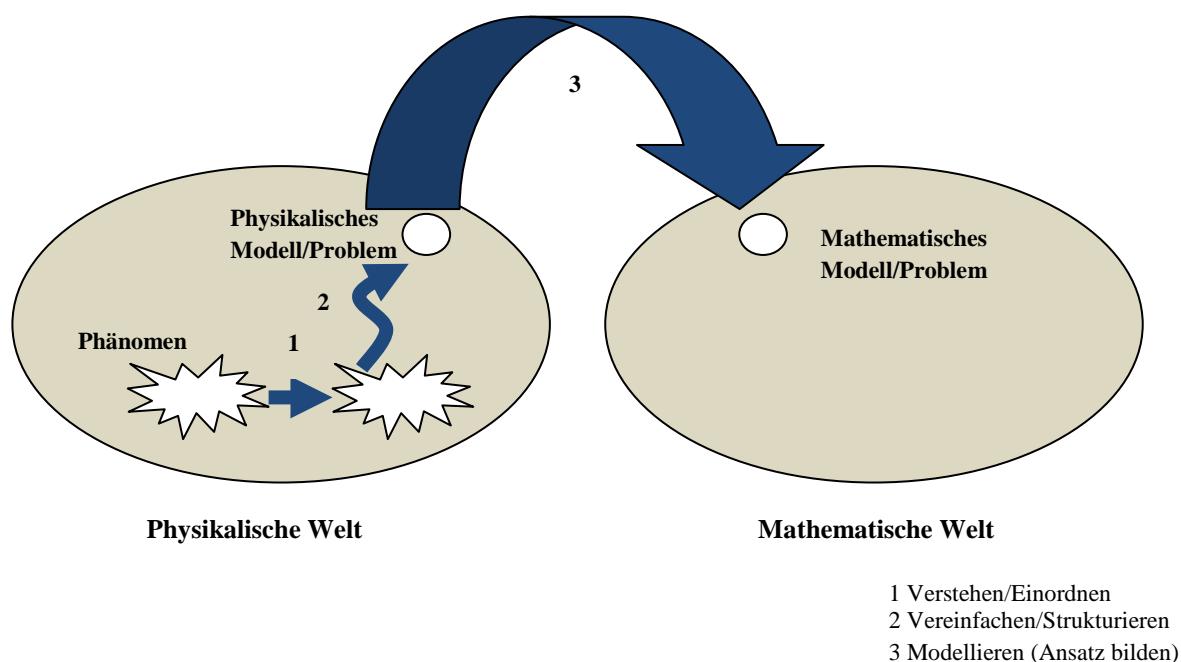 3
Physikalisches
Modell/Problem
Mathematisches
Modell/Problem
2
Phänomen
1
Physikalische Welt
Mathematische Welt
1 Verstehen/Einordnen
2 Vereinfachen/Strukturieren
3 Modellieren (Ansatz bilden)